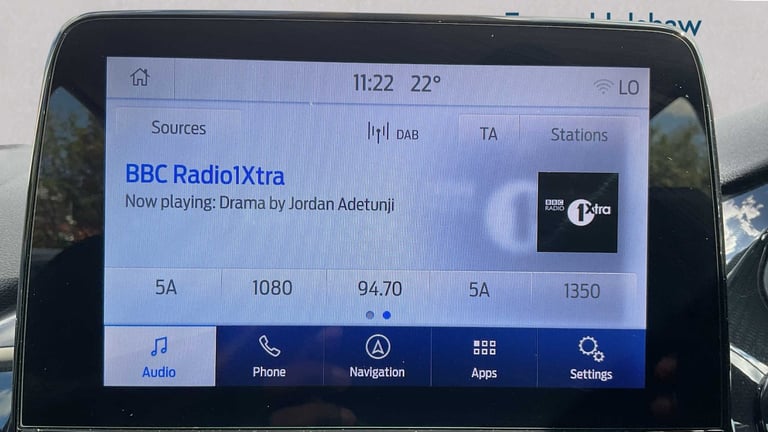 11:22 22° LO
Sources DAB TA Stations
BBC Radio1Xtra
Now playing: Drama by Jordan Adetunji
BBC RADIO 1Xtra
5A 1080 94.70 5A 1350
Audio Phone Navigation Apps Settings